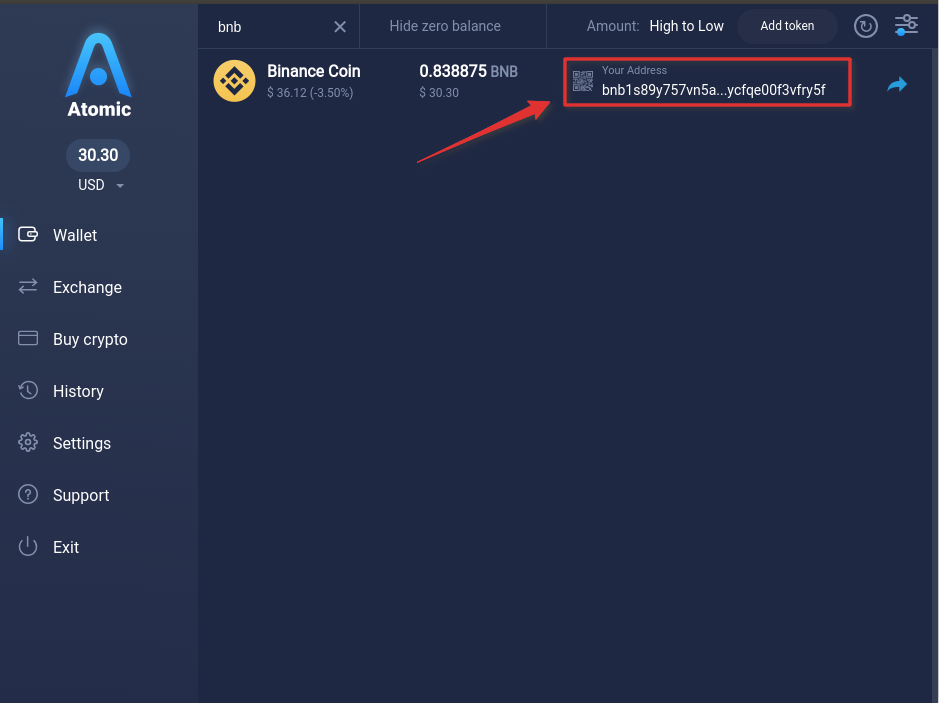 bnb
Hide zero balance
Amount: High to Low
Add token
Atomic
30.30
USD
Wallet
Exchange
Buy crypto
History
Settings
Support
Exit
Binance Coin
$ 36.12 (-3.50%)
0.838875 BNB
$ 30.30
Your Address
bnb1s89y757vn5a...ycfqe00f3vfry5f